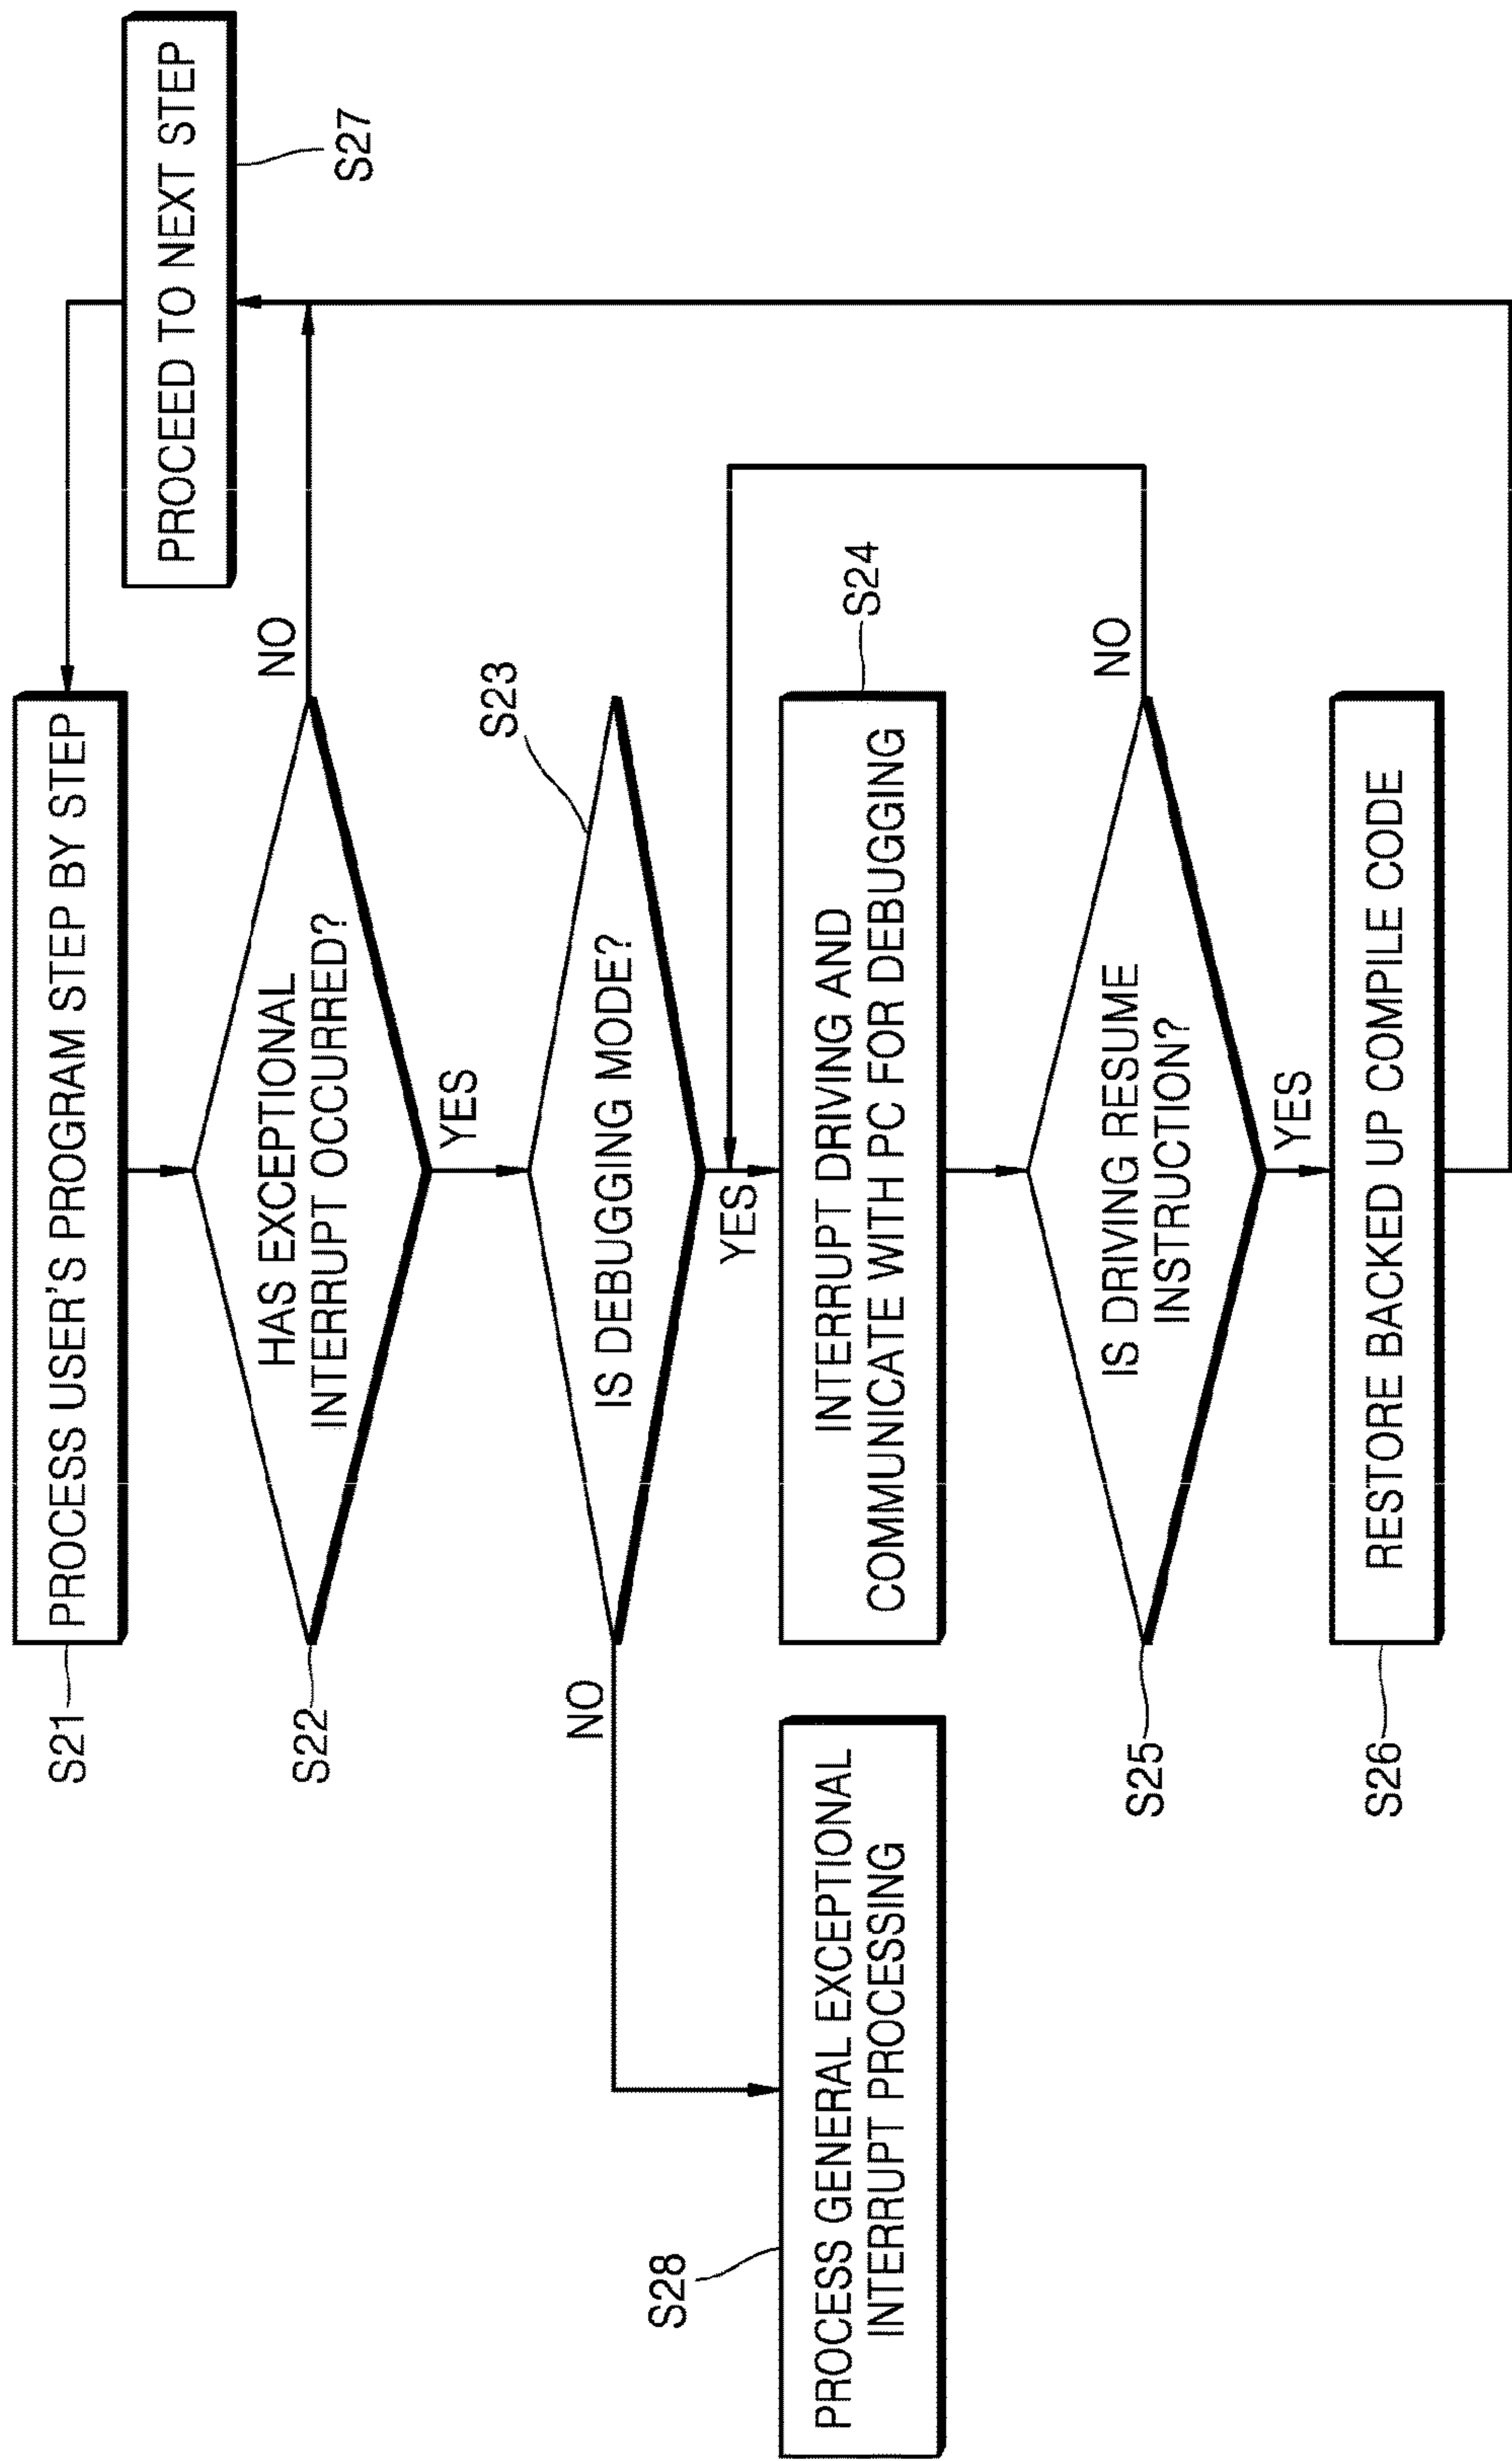 S21
PROCESS USER'S PROGRAM STEP BY STEP
PROCEED TO NEXT STEP
S27
S22
HAS EXCEPTIONAL
INTERRUPT OCCURRED?
NO
YES
S23
IS DEBUGGING MODE?
NO
YES
S28
PROCESS GENERAL EXCEPTIONAL
INTERRUPT PROCESSING
INTERRUPT DRIVING AND
COMMUNICATE WITH PC FOR DEBUGGING
S24
S25
IS DRIVING RESUME
INSTRUCTION?
NO
YES
S26
RESTORE BACKED UP COMPILE CODE